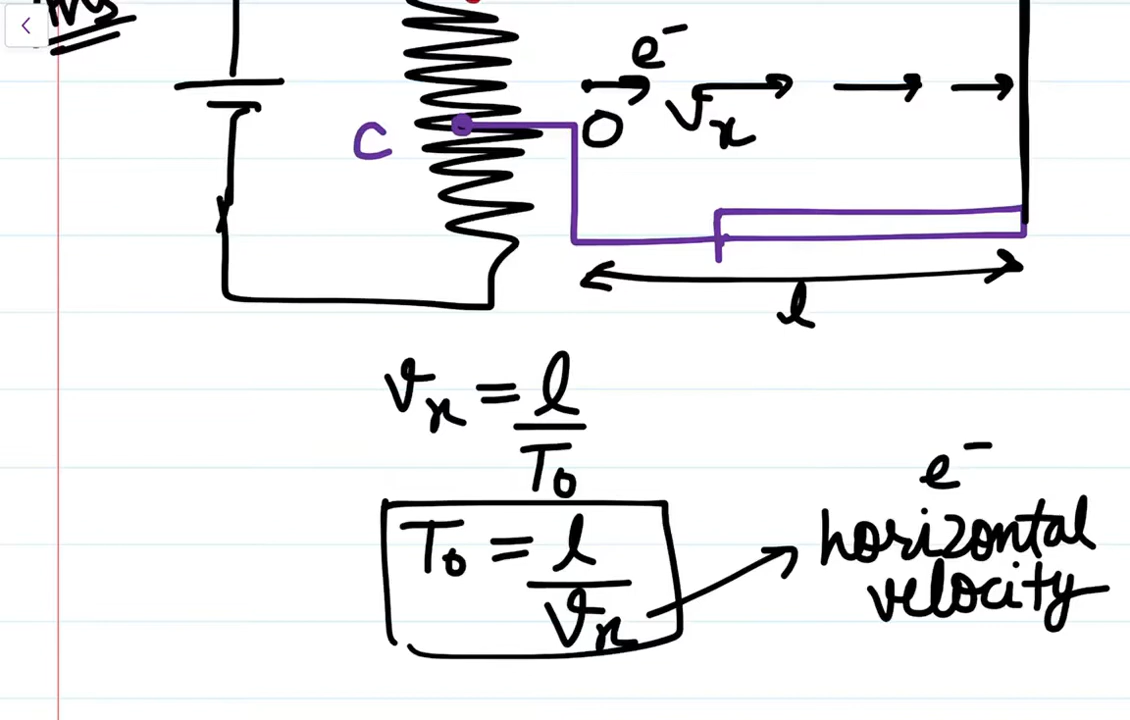 e⁻
C
O
Vx
l
vx = l/T₀
T₀ = l/Vx
e⁻
horizontal
velocity